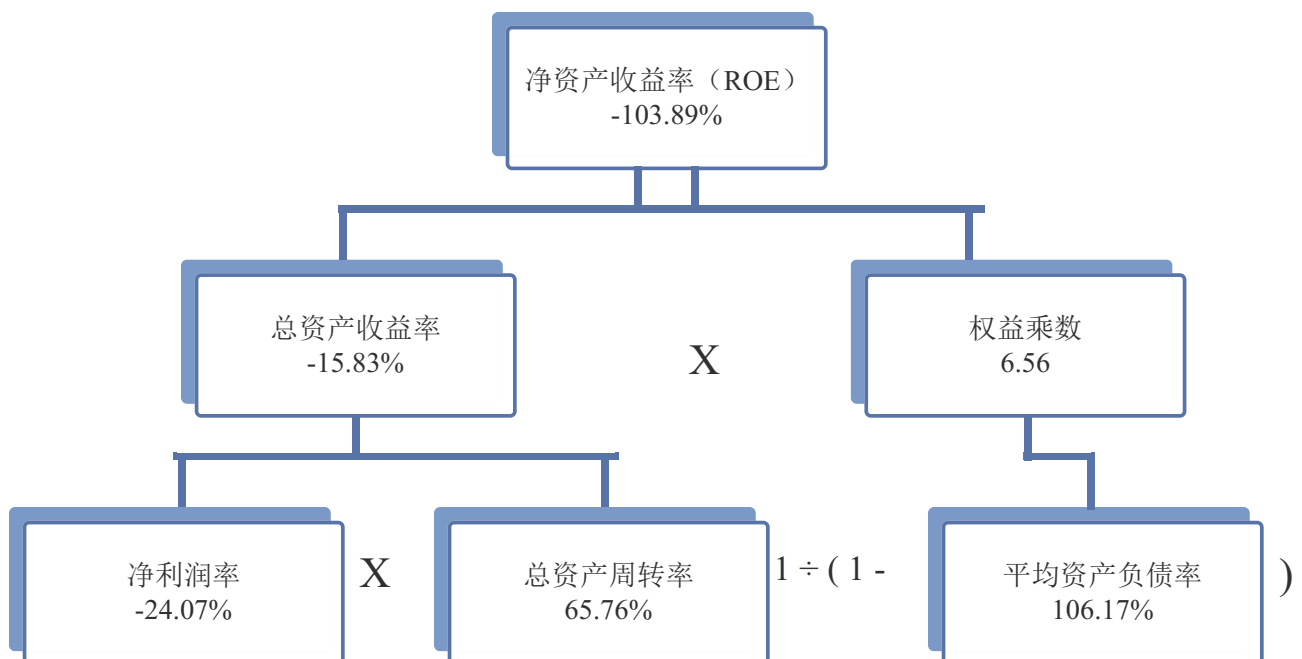 净资产收益率（ROE）
-103.89%
总资产收益率
-15.83%
X
权益乘数
6.56
净利润率
-24.07%
X
总资产周转率
65.76%
1 ÷ ( 1 -
平均资产负债率
106.17%
)